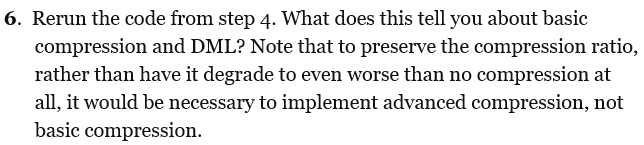 6. Rerun the code from step 4. What does this tell you about basic
compression and DML? Note that to preserve the compression ratio,
rather than have it degrade to even worse than no compression at
all, it would be necessary to implement advanced compression, not
basic compression.